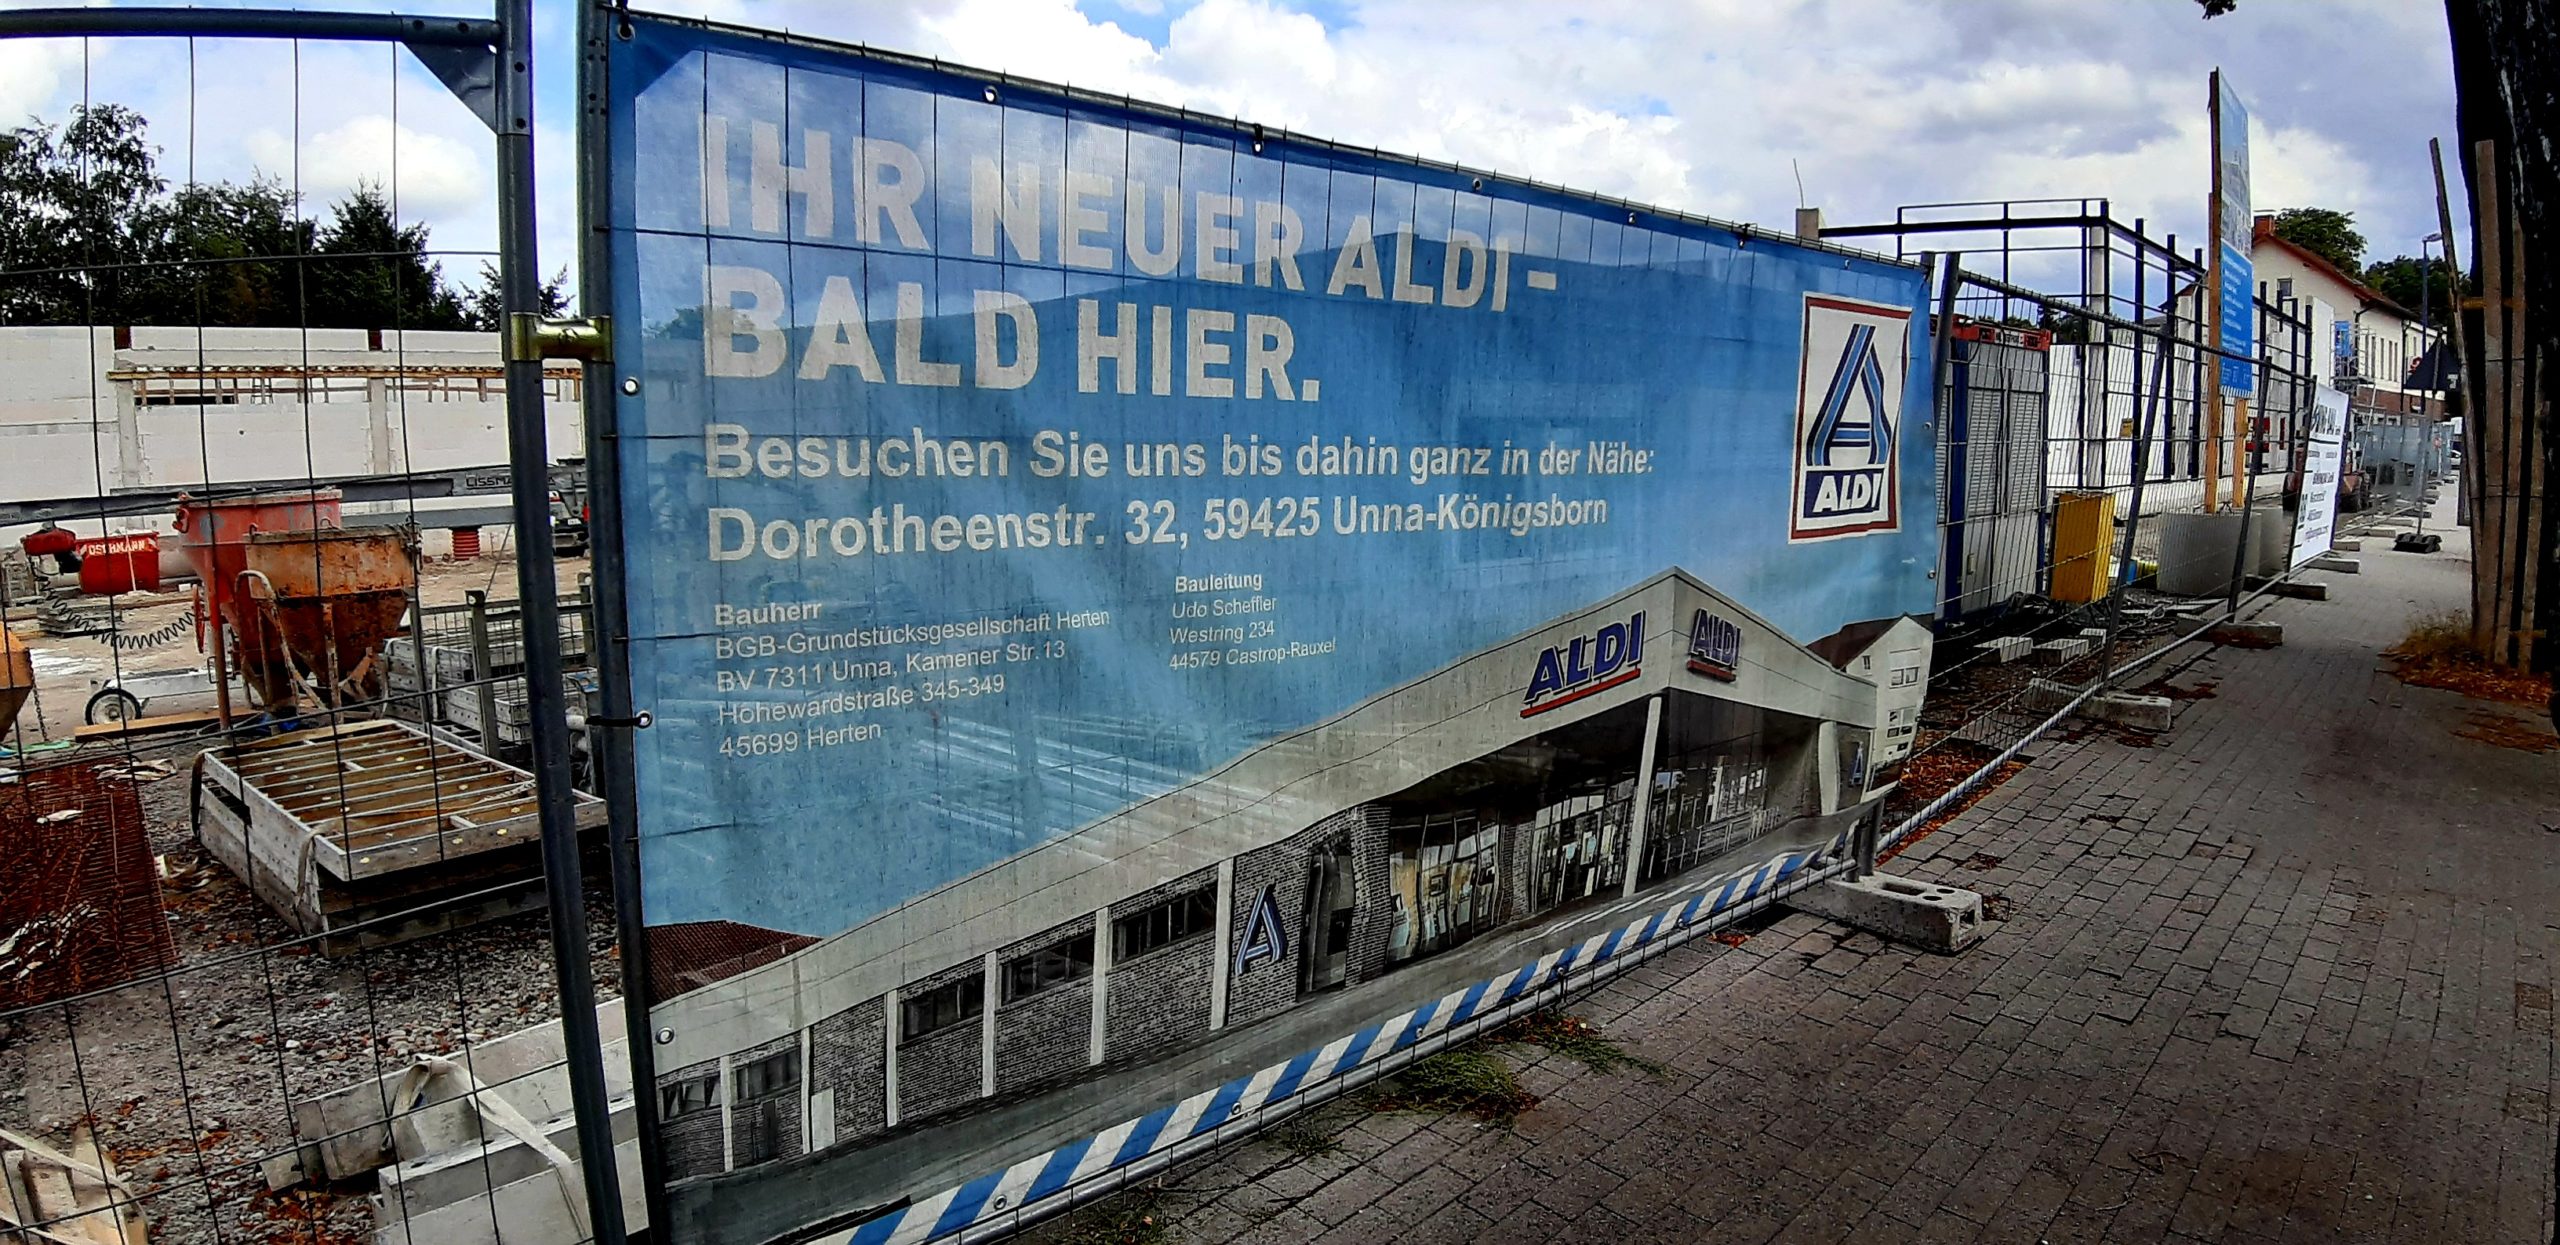 IHR NEUER ALDI -
BALD HIER.
Besuchen Sie uns bis dahin ganz in der Nähe:
Dorotheenstr. 32, 59425 Unna-Königsborn
Bauherr
BGB-Grundstücksgesellschaft Herten
BV 7311 Unna, Kamener Str. 13
Hohewardstraße 345-349
45699 Herten
Bauleitung
Udo Scheffler
Westring 234
44579 Castrop-Rauxel
ALDI
ALDI
ALDI
OSCHMANN